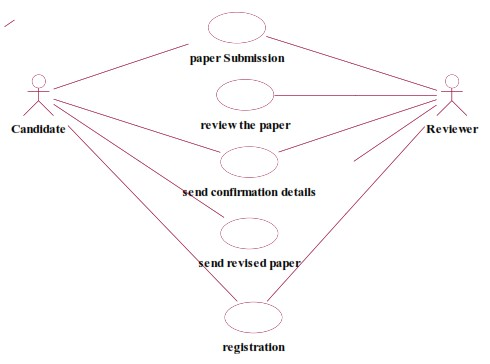 paper Submission
review the paper
Candidate
Reviewer
send confirmation details
send revised paper
registration